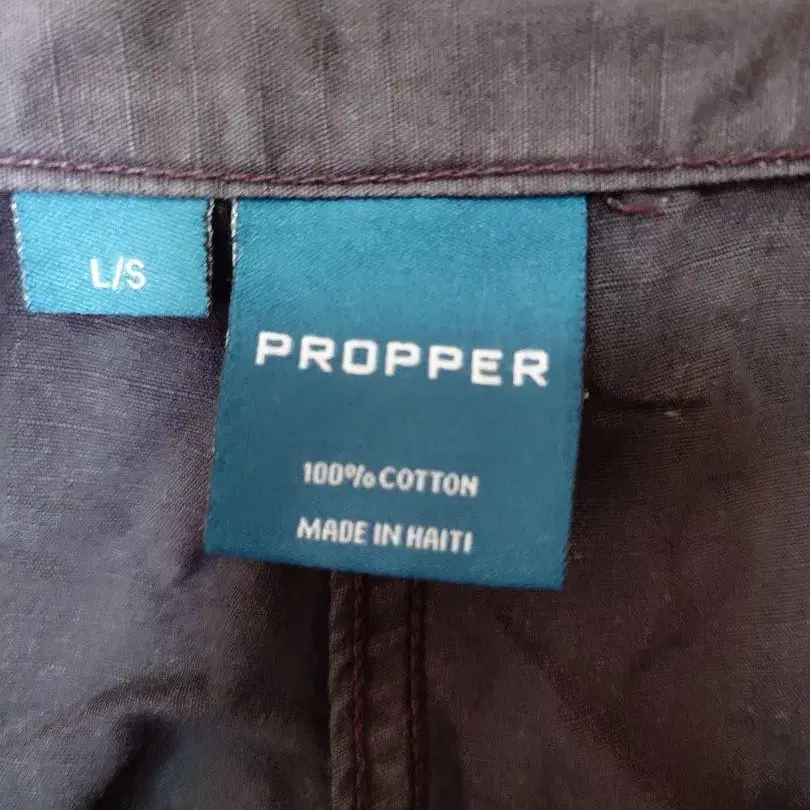 L/S
PROPPER
100% COTTON
MADE IN HAITI